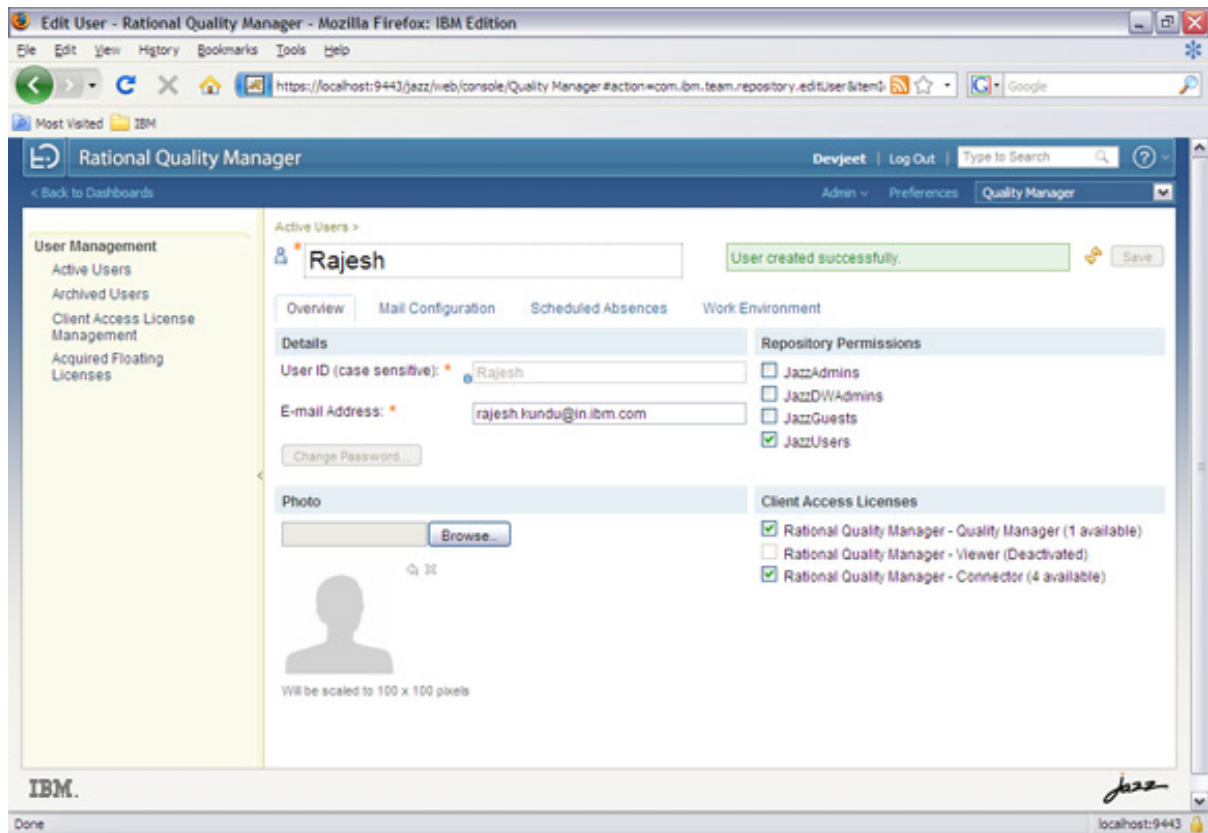 Edit User - Rational Quality Manager - Mozilla Firefox: IBM Edition
File Edit View History Bookmarks Tools Help
https://localhost:9443/jazz/web/console/Quality Manager#action=com.ibm.team.repository.editUser&itemI
Google
Most Visited IBM
Rational Quality Manager
Devjeet | Log Out | Type to Search
< Back to Dashboards
Admin Preferences Quality Manager
User Management
Active Users
Archived Users
Client Access License Management
Acquired Floating Licenses
Active Users >
* Rajesh
User created successfully.
Save
Overview Mail Configuration Scheduled Absences Work Environment
Details
User ID (case sensitive): * Rajesh
E-mail Address: * rajesh.kundu@in.ibm.com
Change Password...
Repository Permissions
JazzAdmins
JazzDWAdmins
JazzGuests
JazzUsers
Photo
Browse...
Will be scaled to 100 x 100 pixels
Client Access Licenses
Rational Quality Manager - Quality Manager (1 available)
Rational Quality Manager - Viewer (Deactivated)
Rational Quality Manager - Connector (4 available)
IBM.
jazz
Done
localhost:9443